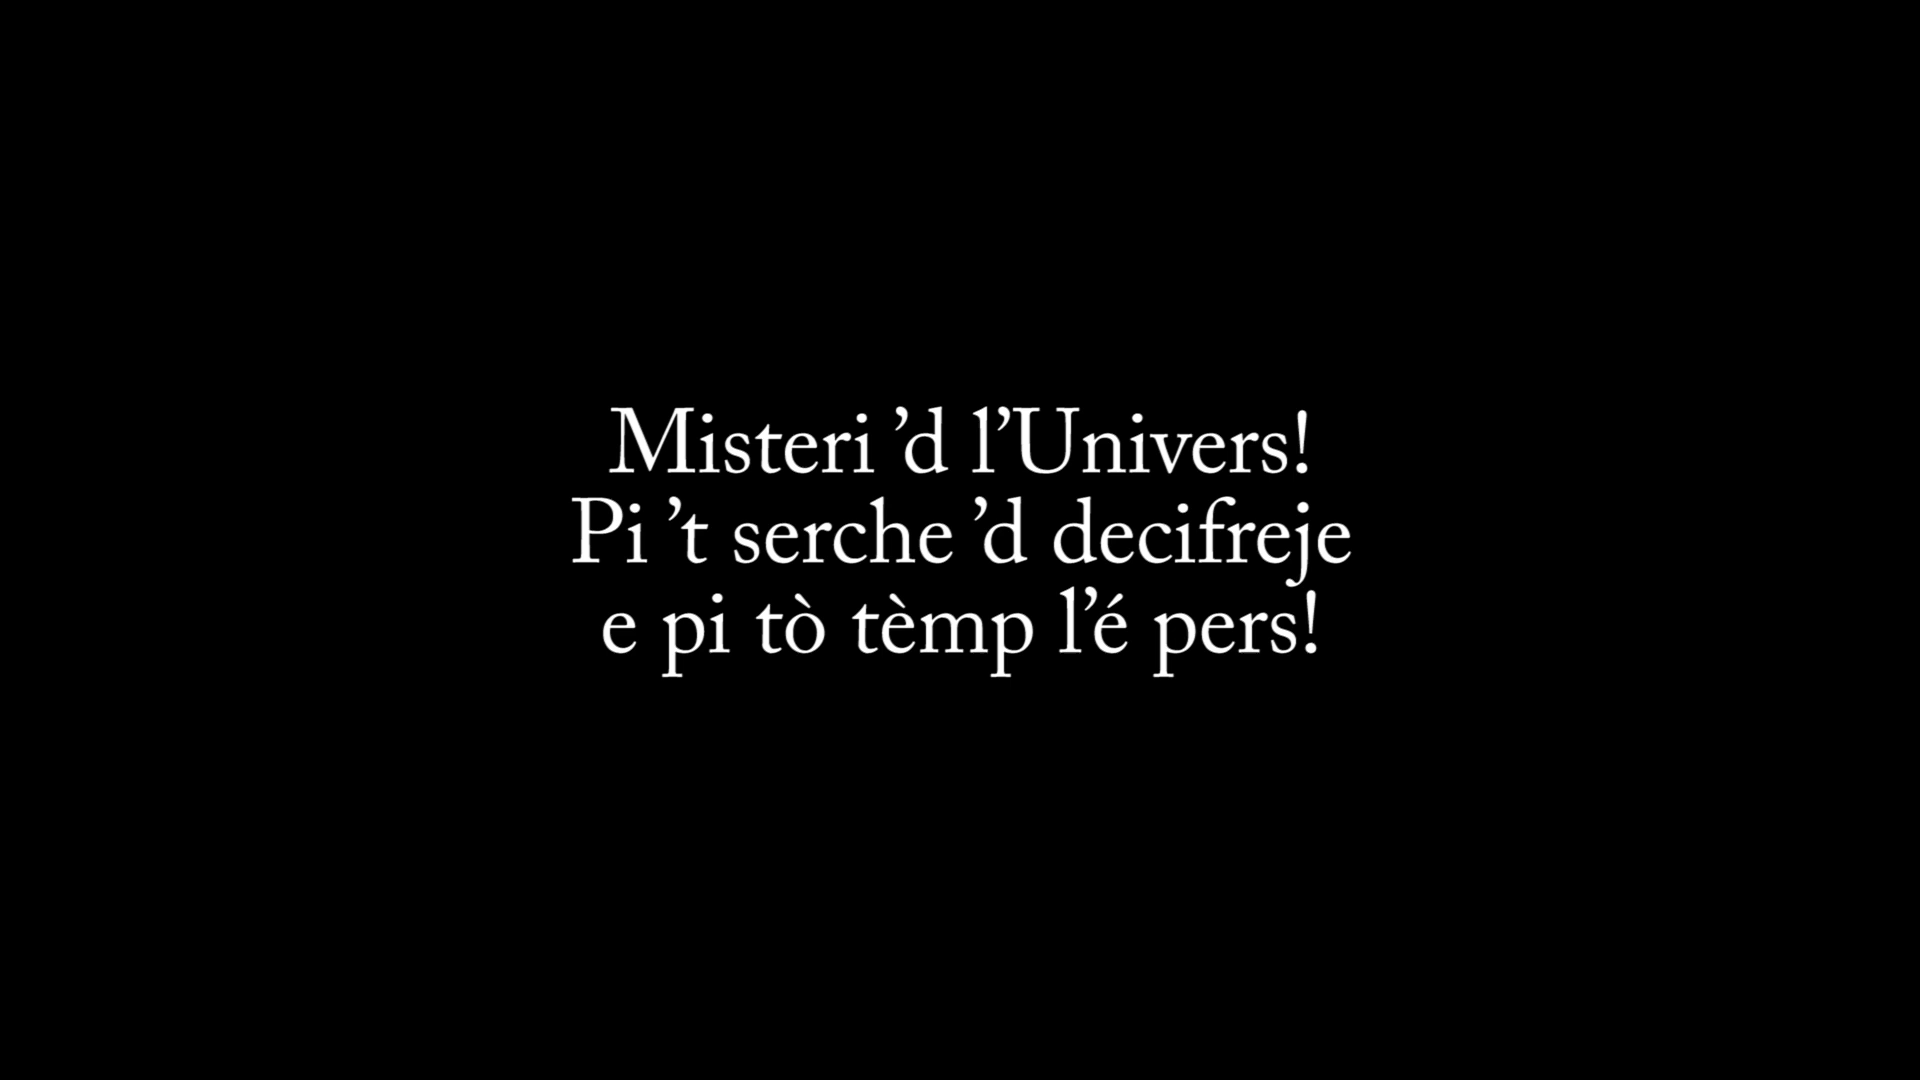 Misteri ’d l’Univers!
Pi ’t serche ’d decifreje
e pi tò tèmp l’é pers!